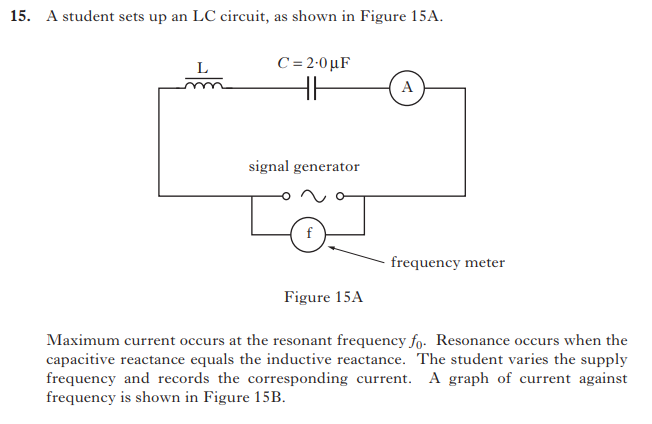 15. A student sets up an LC circuit, as shown in Figure 15A.
L
C = 2·0 μF
A
signal generator
f
frequency meter
Figure 15A
Maximum current occurs at the resonant frequency f₀. Resonance occurs when the
capacitive reactance equals the inductive reactance. The student varies the supply
frequency and records the corresponding current. A graph of current against
frequency is shown in Figure 15B.